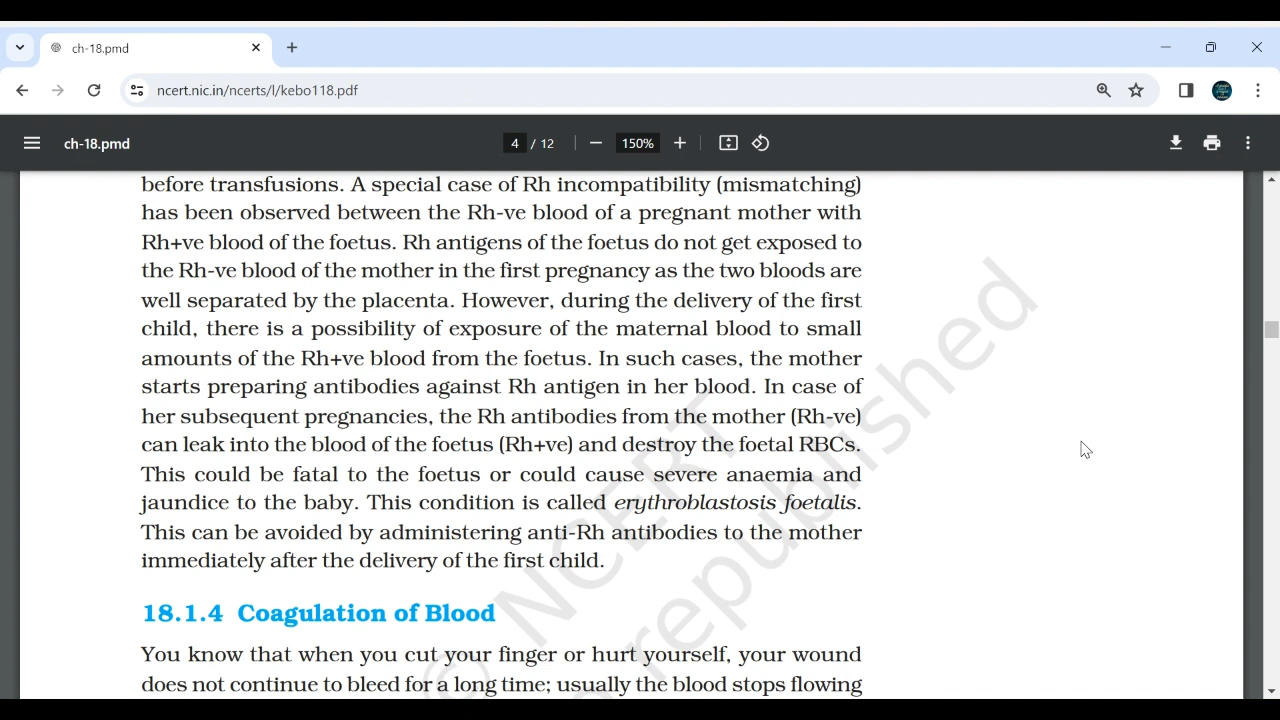 ch-18.pmd
ncert.nic.in/ncerts/l/kebo118.pdf
ch-18.pmd
4 / 12
150%
before transfusions. A special case of Rh incompatibility (mismatching)
has been observed between the Rh-ve blood of a pregnant mother with
Rh+ve blood of the foetus. Rh antigens of the foetus do not get exposed to
the Rh-ve blood of the mother in the first pregnancy as the two bloods are
well separated by the placenta. However, during the delivery of the first
child, there is a possibility of exposure of the maternal blood to small
amounts of the Rh+ve blood from the foetus. In such cases, the mother
starts preparing antibodies against Rh antigen in her blood. In case of
her subsequent pregnancies, the Rh antibodies from the mother (Rh-ve)
can leak into the blood of the foetus (Rh+ve) and destroy the foetal RBCs.
This could be fatal to the foetus or could cause severe anaemia and
jaundice to the baby. This condition is called erythroblastosis foetalis.
This can be avoided by administering anti-Rh antibodies to the mother
immediately after the delivery of the first child.
18.1.4 Coagulation of Blood
You know that when you cut your finger or hurt yourself, your wound
does not continue to bleed for a long time; usually the blood stops flowing
© NCERT
republished